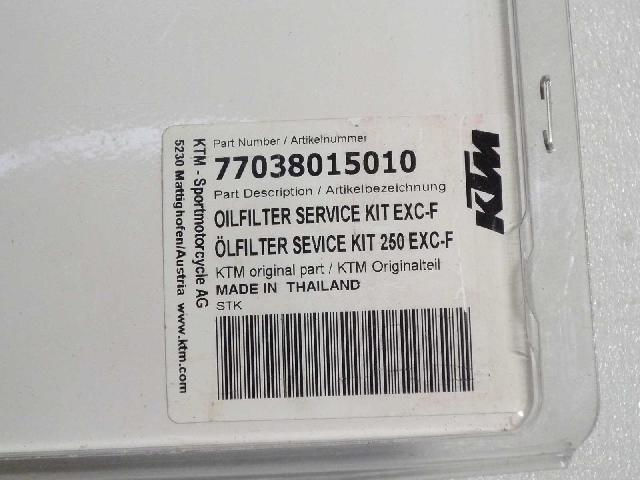 Part Number / Artikelnummer
77038015010
Part Description / Artikelbezeichnung
OILFILTER SERVICE KIT EXC-F
ÖLFILTER SEVICE KIT 250 EXC-F
KTM original part / KTM Originalteil
MADE IN THAILAND
STK
KTM - Sportmotorcycle AG
5230 Mattighofen/Austria www.ktm.com
KTM